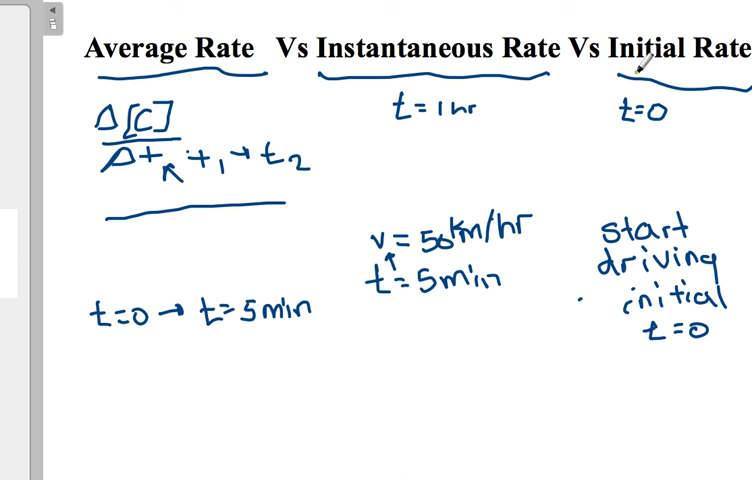 Average Rate Vs Instantaneous Rate Vs Initial Rate
Δ[C]
Δt t1 → t2
t=0 → t=5min
t=1hr
v=50km/hr
t=5min
t=0
start
driving
initial
t=0